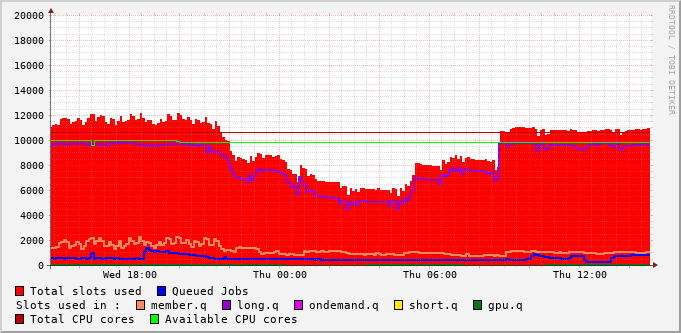 20000
18000
16000
14000
12000
10000
8000
6000
4000
2000
0
Wed 18:00 Thu 00:00 Thu 06:00 Thu 12:00
RRDTOOL / TOBI OETIKER
Total slots used Queued Jobs
Slots used in : member.q long.q ondemand.q short.q gpu.q
Total CPU cores Available CPU cores